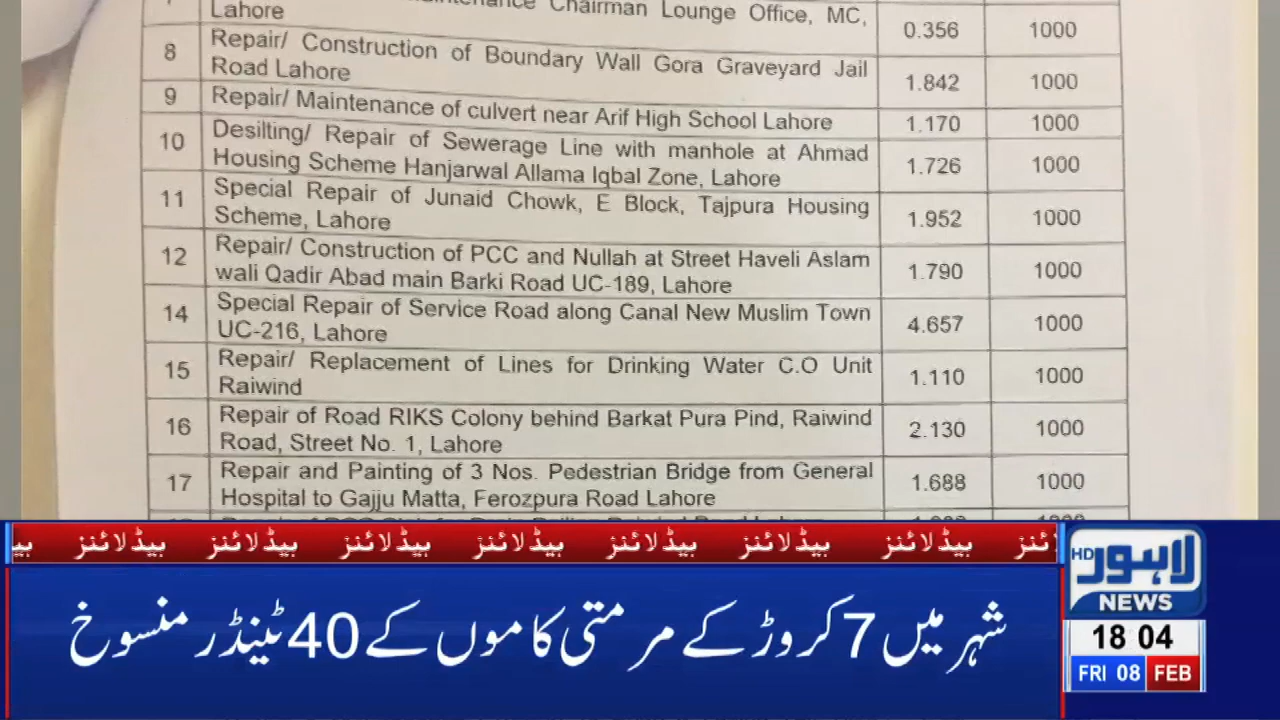 Chairman Lounge Office, MC,
Lahore
0.356 1000
8 Repair/ Construction of Boundary Wall Gora Graveyard Jail
Road Lahore
1.842 1000
9 Repair/ Maintenance of culvert near Arif High School Lahore 1.170 1000
10 Desilting/ Repair of Sewerage Line with manhole at Ahmad
Housing Scheme Hanjarwal Allama Iqbal Zone, Lahore
1.726 1000
11 Special Repair of Junaid Chowk, E Block, Tajpura Housing
Scheme, Lahore
1.952 1000
12 Repair/ Construction of PCC and Nullah at Street Haveli Aslam
wali Qadir Abad main Barki Road UC-189, Lahore
1.790 1000
14 Special Repair of Service Road along Canal New Muslim Town
UC-216, Lahore
4.657 1000
15 Repair/ Replacement of Lines for Drinking Water C.O Unit
Raiwind
1.110 1000
16 Repair of Road RIKS Colony behind Barkat Pura Pind, Raiwind
Road, Street No. 1, Lahore
2.130 1000
17 Repair and Painting of 3 Nos. Pedestrian Bridge from General
Hospital to Gajju Matta, Ferozpura Road Lahore
1.688 1000
ہیڈلائنز ہیڈلائنز ہیڈلائنز ہیڈلائنز ہیڈلائنز ہیڈلائنز ہیڈلائنز
شہر میں 7 کروڑ کے مرمتی کاموں کے 40 ٹینڈر منسوخ
لاہور HD
NEWS
18 04
FRI 08 FEB